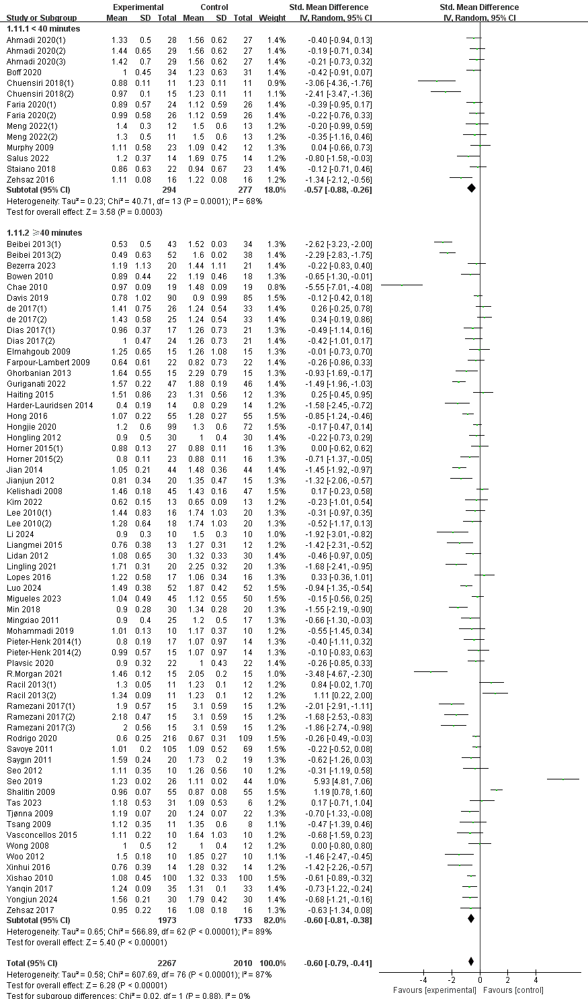 Experimental Control Std. Mean Difference Std. Mean Difference
Study or Subgroup Mean SD Total Mean SD Total Weight IV, Random, 95% CI IV, Random, 95% CI
1.11.1 < 40 minutes
Ahmadi 2020(1) 1.33 0.5 28 1.56 0.62 27 1.4% -0.40 [-0.94, 0.13]
Ahmadi 2020(2) 1.44 0.65 29 1.56 0.62 27 1.4% -0.19 [-0.71, 0.34]
Ahmadi 2020(3) 1.42 0.7 29 1.56 0.62 27 1.4% -0.21 [-0.73, 0.32]
Boff 2020 1 0.45 34 1.23 0.63 31 1.4% -0.42 [-0.91, 0.07]
Chuensiri 2018(1) 0.88 0.11 11 1.23 0.11 11 0.9% -3.06 [-4.36, -1.76]
Chuensiri 2018(2) 0.97 0.1 15 1.23 0.11 11 1.0% -2.41 [-3.47, -1.36]
Faria 2020(1) 0.89 0.57 24 1.12 0.59 26 1.4% -0.39 [-0.95, 0.17]
Faria 2020(2) 0.99 0.58 26 1.12 0.59 26 1.4% -0.22 [-0.76, 0.33]
Meng 2022(1) 1.4 0.3 12 1.5 0.6 13 1.2% -0.20 [-0.99, 0.59]
Meng 2022(2) 1.3 0.5 11 1.5 0.6 13 1.2% -0.35 [-1.16, 0.46]
Murphy 2009 1.11 0.58 23 1.09 0.42 12 1.3% 0.04 [-0.66, 0.73]
Salus 2022 1.2 0.37 14 1.69 0.75 14 1.2% -0.80 [-1.58, -0.03]
Staiano 2018 0.86 0.63 22 0.94 0.67 23 1.3% -0.12 [-0.71, 0.46]
Zehsaz 2016 1.11 0.08 16 1.22 0.08 16 1.2% -1.34 [-2.12, -0.56]
Subtotal (95% CI) 294 277 18.0% -0.57 [-0.88, -0.26]
Heterogeneity: Tau² = 0.23; Chi² = 40.71, df = 13 (P = 0.0001); I² = 68%
Test for overall effect: Z = 3.58 (P = 0.0003)
1.11.2 ≥40 minutes
Beibei 2013(1) 0.53 0.5 43 1.52 0.03 34 1.3% -2.62 [-3.23, -2.00]
Beibei 2013(2) 0.49 0.63 52 1.6 0.02 38 1.4% -2.29 [-2.83, -1.75]
Bezerra 2023 1.19 1.13 20 1.44 1.11 21 1.3% -0.22 [-0.83, 0.40]
Bowen 2010 0.89 0.44 22 1.19 0.46 18 1.3% -0.65 [-1.30, -0.01]
Chae 2010 0.97 0.09 19 1.48 0.09 19 0.8% -5.55 [-7.01, -4.08]
Davis 2019 0.78 1.02 90 0.9 0.99 85 1.5% -0.12 [-0.42, 0.18]
de 2017(1) 1.41 0.75 26 1.24 0.54 33 1.4% 0.26 [-0.25, 0.78]
de 2017(2) 1.43 0.58 25 1.24 0.54 33 1.4% 0.34 [-0.19, 0.86]
Dias 2017(1) 0.96 0.37 17 1.26 0.73 21 1.3% -0.49 [-1.14, 0.16]
Dias 2017(2) 1 0.47 24 1.26 0.73 21 1.3% -0.42 [-1.01, 0.17]
Elmahgoub 2009 1.25 0.65 15 1.26 1.08 15 1.3% -0.01 [-0.73, 0.70]
Farpour-Lambert 2009 0.64 0.61 22 0.82 0.73 22 1.3% -0.26 [-0.86, 0.33]
Ghorbanian 2013 1.64 0.55 15 2.29 0.79 15 1.2% -0.93 [-1.69, -0.17]
Guriganati 2022 1.57 0.22 47 1.88 0.19 46 1.4% -1.49 [-1.96, -1.03]
Haiting 2015 1.51 0.86 23 1.31 0.56 12 1.3% 0.25 [-0.45, 0.95]
Harder-Lauridsen 2014 0.4 0.19 14 0.8 0.29 14 1.2% -1.58 [-2.45, -0.72]
Hong 2016 1.07 0.22 55 1.28 0.27 55 1.4% -0.85 [-1.24, -0.46]
Hongjie 2020 1.2 0.6 99 1.3 0.6 72 1.4% -0.17 [-0.47, 0.14]
Hongling 2012 0.9 0.5 30 1 0.4 30 1.4% -0.22 [-0.73, 0.29]
Horner 2015(1) 0.88 0.13 27 0.88 0.11 16 1.3% 0.00 [-0.62, 0.62]
Horner 2015(2) 0.8 0.11 23 0.88 0.11 16 1.3% -0.71 [-1.37, -0.05]
Jian 2014 1.05 0.21 44 1.48 0.36 44 1.4% -1.45 [-1.92, -0.97]
Jianjun 2012 0.81 0.34 20 1.35 0.47 15 1.3% -1.32 [-2.06, -0.57]
Kelishadi 2008 1.46 0.18 45 1.43 0.16 47 1.4% 0.17 [-0.23, 0.58]
Kim 2022 0.62 0.15 13 0.65 0.09 13 1.2% -0.23 [-1.01, 0.54]
Lee 2010(1) 1.44 0.83 16 1.74 1.03 20 1.3% -0.31 [-0.97, 0.35]
Lee 2010(2) 1.28 0.64 18 1.74 1.03 20 1.3% -0.52 [-1.17, 0.13]
Li 2024 0.9 0.3 10 1.5 0.3 10 1.0% -1.92 [-3.01, -0.82]
Liangmei 2015 0.76 0.38 13 1.27 0.31 12 1.2% -1.42 [-2.31, -0.52]
Lidan 2012 1.08 0.65 30 1.32 0.33 30 1.4% -0.46 [-0.97, 0.05]
Lingling 2021 1.71 0.31 20 2.25 0.32 20 1.3% -1.68 [-2.41, -0.95]
Lopes 2016 1.22 0.58 17 1.06 0.34 16 1.3% 0.33 [-0.36, 1.01]
Luo 2024 1.49 0.38 52 1.87 0.42 52 1.4% -0.94 [-1.35, -0.54]
Migueles 2023 1.04 0.49 45 1.12 0.55 50 1.4% -0.15 [-0.56, 0.25]
Min 2018 0.9 0.28 30 1.34 0.28 20 1.3% -1.55 [-2.19, -0.90]
Mingxiao 2011 0.9 0.4 25 1.2 0.5 17 1.3% -0.66 [-1.30, -0.03]
Mohammadi 2019 1.01 0.13 10 1.17 0.37 10 1.2% -0.55 [-1.45, 0.34]
Pieter-Henk 2014(1) 0.8 0.19 17 1.07 0.97 14 1.3% -0.40 [-1.11, 0.32]
Pieter-Henk 2014(2) 0.99 0.57 15 1.07 0.97 14 1.3% -0.10 [-0.83, 0.63]
Plavsic 2020 0.9 0.32 22 1 0.43 22 1.3% -0.26 [-0.85, 0.33]
R.Morgan 2021 1.46 0.12 15 2.05 0.2 15 1.0% -3.48 [-4.67, -2.30]
Racil 2013(1) 1.3 0.05 11 1.23 0.1 12 1.2% 0.84 [-0.02, 1.70]
Racil 2013(2) 1.34 0.09 11 1.23 0.1 12 1.2% 1.11 [0.22, 2.00]
Ramezani 2017(1) 1.9 0.57 15 3.1 0.59 15 1.2% -2.01 [-2.91, -1.11]
Ramezani 2017(2) 2.18 0.47 15 3.1 0.59 15 1.2% -1.68 [-2.53, -0.83]
Ramezani 2017(3) 2 0.56 15 3.1 0.59 15 1.2% -1.86 [-2.74, -0.98]
Rodrigo 2020 0.6 0.25 216 0.67 0.31 109 1.5% -0.26 [-0.49, -0.03]
Savoye 2011 1.01 0.2 105 1.09 0.52 69 1.4% -0.22 [-0.52, 0.08]
Saygın 2011 1.59 0.24 20 1.73 0.2 19 1.3% -0.62 [-1.26, 0.03]
Seo 2012 1.11 0.35 10 1.26 0.56 10 1.2% -0.31 [-1.19, 0.58]
Seo 2019 1.23 0.02 26 1.11 0.02 44 1.0% 5.93 [4.81, 7.06]
Shalitin 2009 0.96 0.07 55 0.87 0.08 55 1.4% 1.19 [0.78, 1.60]
Tas 2023 1.18 0.53 31 1.09 0.53 6 1.2% 0.17 [-0.71, 1.04]
Tjønna 2009 1.19 0.07 20 1.24 0.07 22 1.3% -0.70 [-1.33, -0.08]
Tsang 2009 1.12 0.35 11 1.35 0.6 8 1.1% -0.47 [-1.39, 0.46]
Vasconcellos 2015 1.11 0.22 10 1.64 1.03 10 1.2% -0.68 [-1.59, 0.23]
Wong 2008 1 0.5 12 1 0.4 12 1.2% 0.00 [-0.80, 0.80]
Woo 2012 1.5 0.18 10 1.85 0.27 10 1.1% -1.46 [-2.47, -0.45]
Xinhui 2016 0.76 0.39 14 1.28 0.32 14 1.2% -1.42 [-2.26, -0.57]
Xishao 2010 1.08 0.45 100 1.32 0.33 100 1.5% -0.61 [-0.89, -0.32]
Yanqin 2017 1.24 0.09 35 1.31 0.1 33 1.4% -0.73 [-1.22, -0.24]
Yongjun 2024 1.56 0.21 30 1.79 0.42 30 1.4% -0.68 [-1.21, -0.16]
Zehsaz 2017 0.95 0.22 16 1.08 0.18 16 1.3% -0.63 [-1.34, 0.08]
Subtotal (95% CI) 1973 1733 82.0% -0.60 [-0.81, -0.38]
Heterogeneity: Tau² = 0.65; Chi² = 566.89, df = 62 (P < 0.00001); I² = 89%
Test for overall effect: Z = 5.40 (P < 0.00001)
Total (95% CI) 2267 2010 100.0% -0.60 [-0.79, -0.41]
Heterogeneity: Tau² = 0.58; Chi² = 607.69, df = 76 (P < 0.00001); I² = 87%
Test for overall effect: Z = 6.28 (P < 0.00001)
Test for subgroup differences: Chi² = 0.02, df = 1 (P = 0.88), I² = 0%
-4 -2 0 2 4
Favours [experimental] Favours [control]